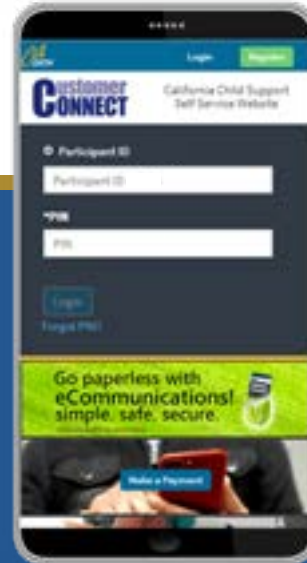 Login
Register
Customer
CONNECT
California Child Support
Self Service Website
Participant ID
Participant ID
*PIN
PIN
Login
Forgot PIN?
Go paperless with
eCommunications!
simple. safe. secure.
Make a Payment